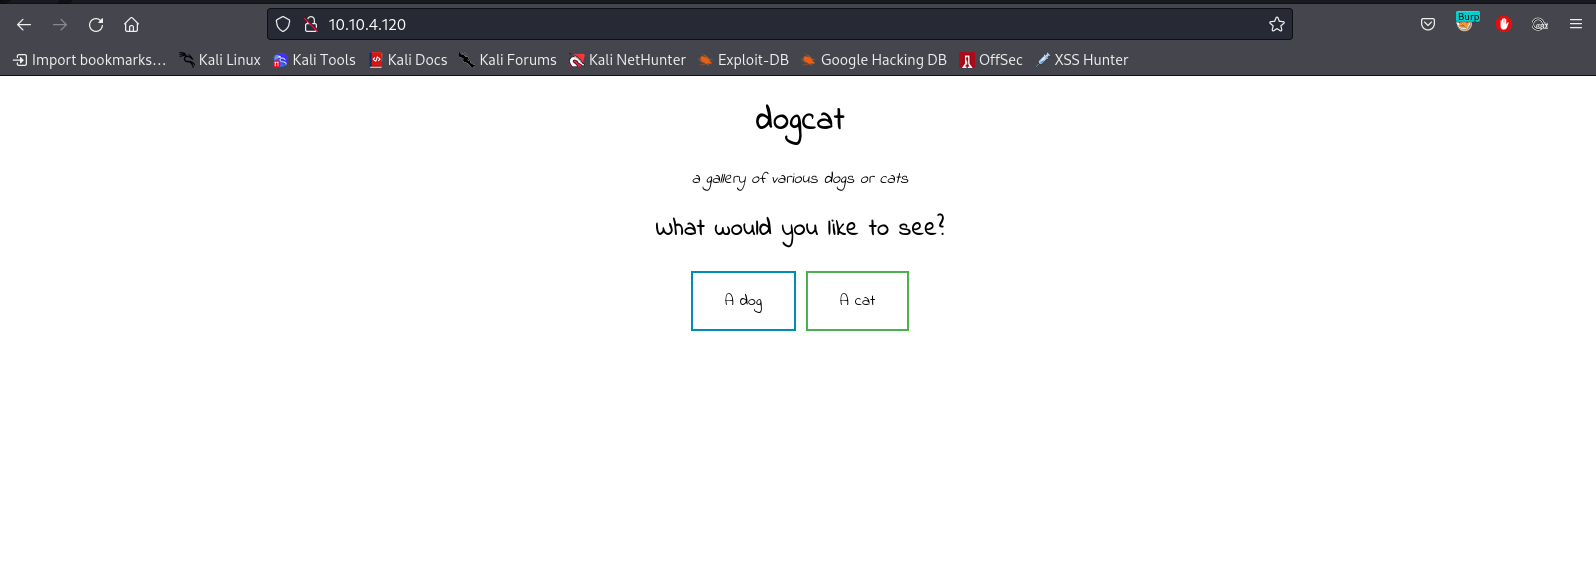 10.10.4.120
Burp
Import bookmarks... Kali Linux Kali Tools Kali Docs Kali Forums Kali NetHunter Exploit-DB Google Hacking DB OffSec XSS Hunter
dogcat
a gallery of various dogs or cats
What would you like to see?
A dog A cat